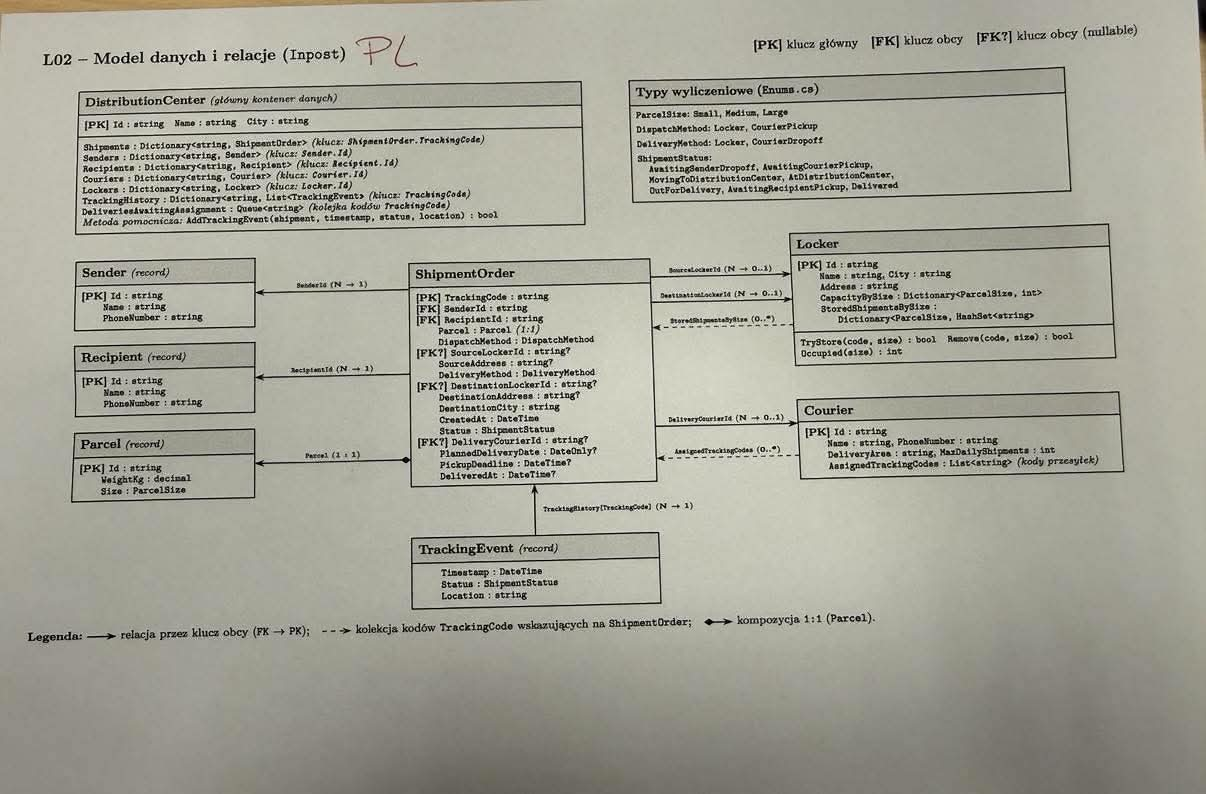 L02 – Model danych i relacje (Inpost) PL
[PK] klucz główny [FK] klucz obcy [FK?] klucz obcy (nullable)
DistributionCenter (główny kontener danych)
[PK] Id : string Name : string City : string
Shipments : Dictionary<string, ShipmentOrder> (klucz: ShipmentOrder.TrackingCode)
Senders : Dictionary<string, Sender> (klucz: Sender.Id)
Recipients : Dictionary<string, Recipient> (klucz: Recipient.Id)
Couriers : Dictionary<string, Courier> (klucz: Courier.Id)
Lockers : Dictionary<string, Locker> (klucz: Locker.Id)
TrackingHistory : Dictionary<string, List<TrackingEvent> (klucz: TrackingCode)
DeliveriesAwaitingAssignment : Queue<string> (kolejka kodów TrackingCode)
Metoda pomocnicza: AddTrackingEvent(shipment, timestamp, status, location) : bool
Typy wyliczeniowe (Enums.cs)
ParcelSize: Small, Medium, Large
DispatchMethod: Locker, CourierPickup
DeliveryMethod: Locker, CourierDropoff
ShipmentStatus:
AwaitingSenderDropoff, AwaitingCourierPickup,
MovingToDistributionCenter, AtDistributionCenter,
OutForDelivery, AwaitingRecipientPickup, Delivered
Sender (record)
[PK] Id : string
Name : string
PhoneNumber : string
Recipient (record)
[PK] Id : string
Name : string
PhoneNumber : string
Parcel (record)
[PK] Id : string
WeightKg : decimal
Size : ParcelSize
SenderId (N → 1)
RecipientId (N → 1)
Parcel (1 : 1)
ShipmentOrder
[PK] TrackingCode : string
[FK] SenderId : string
[FK] RecipientId : string
Parcel : Parcel (1:1)
DispatchMethod : DispatchMethod
[FK?] SourceLockerId : string?
SourceAddress : string?
DeliveryMethod : DeliveryMethod
[FK?] DestinationLockerId : string?
DestinationAddress : string?
DestinationCity : string
CreatedAt : DateTime
Status : ShipmentStatus
[FK?] DeliveryCourierId : string?
PlannedDeliveryDate : DateOnly?
PickupDeadline : DateTime?
DeliveredAt : DateTime?
SourceLockerId (N → 0..1)
DestinationLockerId (N → 0..1)
StoredShipmentsBySize (0..*)
DeliveryCourierId (N → 0..1)
AssignedTrackingCodes (0..*)
Locker
[PK] Id : string
Name : string, City : string
Address : string
CapacityBySize : Dictionary<ParcelSize, int>
StoredShipmentsBySize :
Dictionary<ParcelSize, HashSet<string>
TryStore(code, size) : bool Remove(code, size) : bool
Occupied(size) : int
Courier
[PK] Id : string
Name : string, PhoneNumber : string
DeliveryArea : string, MaxDailyShipments : int
AssignedTrackingCodes : List<string> (kody przesyłek)
TrackingHistory[TrackingCode] (N → 1)
TrackingEvent (record)
Timestamp : DateTime
Status : ShipmentStatus
Location : string
Legenda: → relacja przez klucz obcy (FK → PK); --> kolekcja kodów TrackingCode wskazujących na ShipmentOrder; ◆→ kompozycja 1:1 (Parcel).